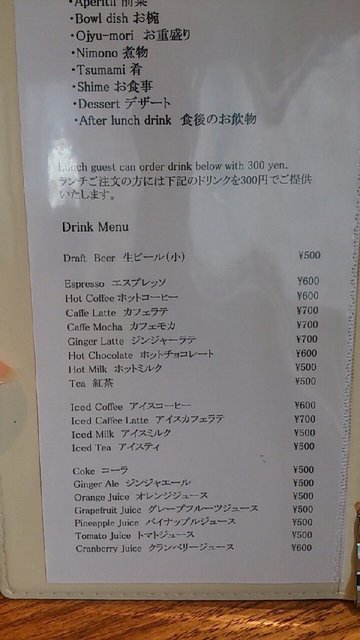 ・Aperitif 前菜
・Bowl dish お椀
・Ojyu-mori お重盛り
・Nimono 煮物
・Tsumami 肴
・Shime お食事
・Dessert デザート
・After lunch drink 食後のお飲物
Lunch guest can order drink below with 300 yen.
ランチご注文の方には下記のドリンクを300円でご提供
いたします。
Drink Menu
Draft Beer 生ビール(小) ¥500
Espresso エスプレッソ ¥600
Hot Coffee ホットコーヒー ¥600
Caffe Latte カフェラテ ¥700
Caffe Mocha カフェモカ ¥700
Ginger Latte ジンジャーラテ ¥700
Hot Chocolate ホットチョコレート ¥600
Hot Milk ホットミルク ¥500
Tea 紅茶 ¥500
Iced Coffee アイスコーヒー ¥600
Iced Caffe Latte アイスカフェラテ ¥700
Iced Milk アイスミルク ¥500
Iced Tea アイスティ ¥500
Coke コーラ ¥500
Ginger Ale ジンジャエール ¥500
Orange Juice オレンジジュース ¥500
Grapefruit Juice グレープフルーツジュース ¥500
Pineapple Juice パイナップルジュース ¥600
Tomato Juice トマトジュース ¥500
Cranberry Juice クランベリージュース ¥600